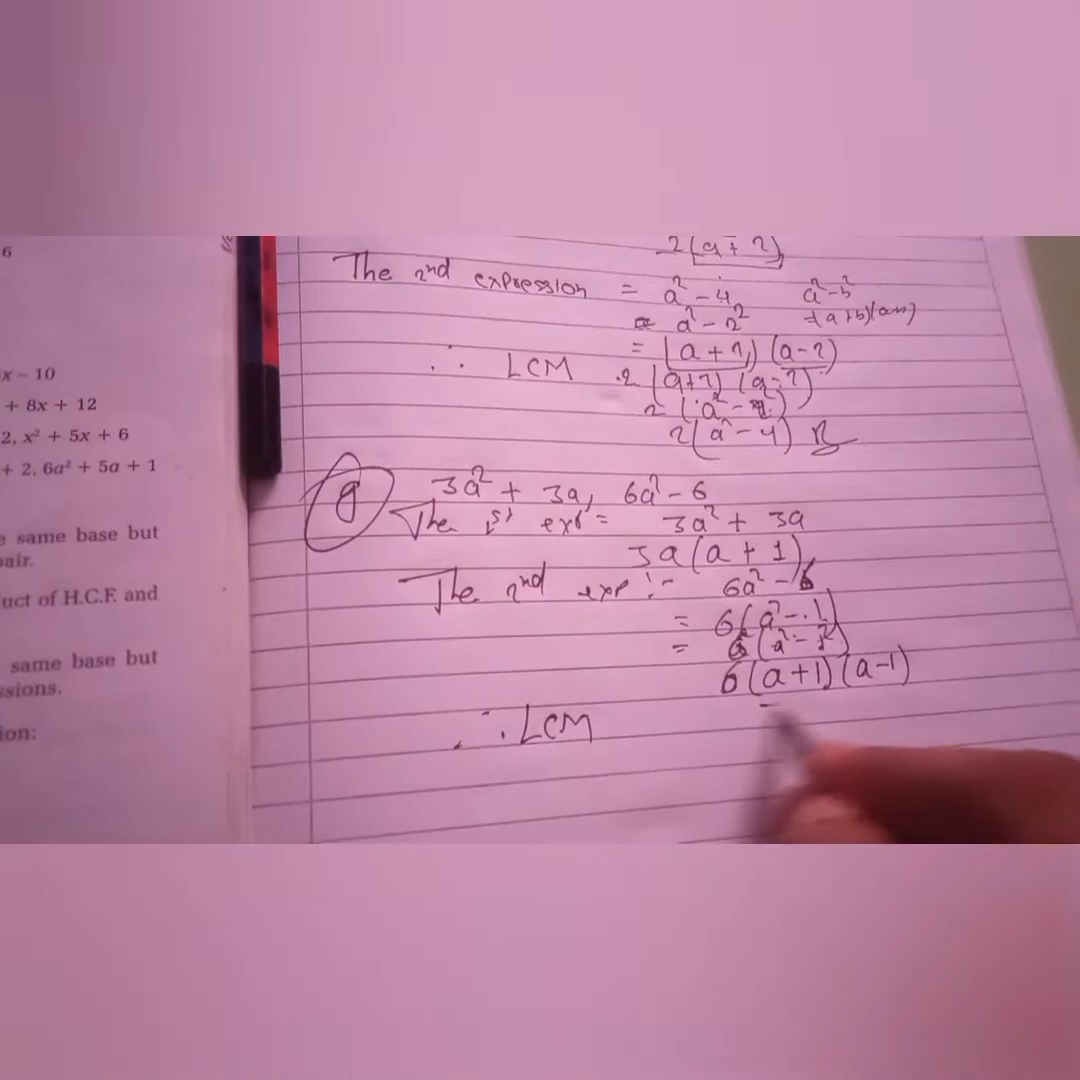 6
x – 10
+ 8x + 12
2, x² + 5x + 6
+ 2, 6a² + 5a + 1
same base but
pair.
uct of H.C.F. and
same base but
ssions.
ion:
2(a + 2)
The 2nd expression = a² – 4 a² – b²
= a² – 2² = (a + b)(a–b)
= (a + 2) (a – 2)
∴ LCM 2 (a+2) (a – 2)
2 (a² – 2²)
2(a² – 4)
g 3a² + 3a, 6a² – 6
The 1st exp = 3a² + 3a
3a(a + 1)
The 2nd exp :- 6a² – 6
= 6(a² – 1)
= 6(a² – 1²)
6(a+1)(a–1)
∴ LCM